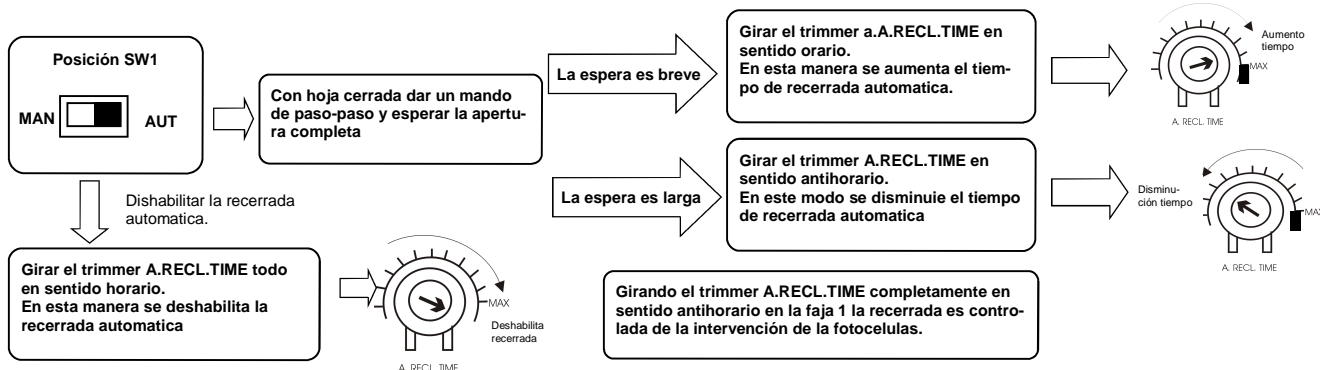 Posición SW1
MAN
AUT
Con hoja cerrada dar un mando
de paso-paso y esperar la apertu-
ra completa
La espera es breve
Girar el trimmer a.A.RECL.TIME en
sentido orario.
En esta manera se aumenta el tiem-
po de recerrada automatica.
Aumento
tiempo
MAX
A. RECL. TIME
La espera es larga
Girar el trimmer A.RECL.TIME en
sentido antihorario.
En este modo se disminuie el tiempo
de recerrada automatica
Disminu-
ción tiempo
MAX
A. RECL. TIME
Dishabilitar la recerrada
automatica.
Girar el trimmer A.RECL.TIME todo
en sentido horario.
En esta manera se deshabilita la
recerrada automatica
MAX
Deshabilita
recerrada
A. RECL. TIME
Girando el trimmer A.RECL.TIME completamente en
sentido antihorario en la faja 1 la recerrada es contro-
lada de la intervención de la fotocelulas.